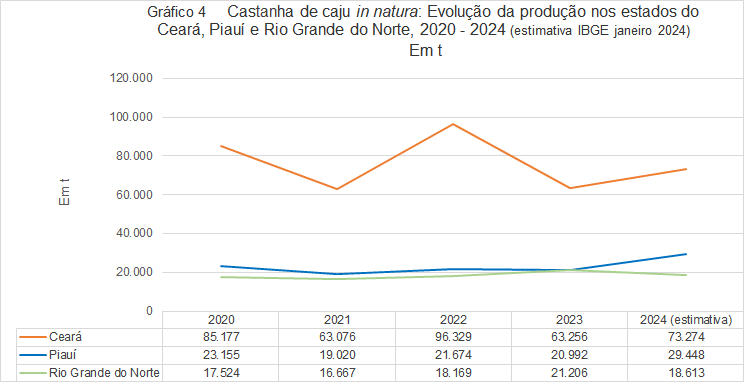 Gráfico 4 Castanha de caju in natura: Evolução da produção nos estados do
Ceará, Piauí e Rio Grande do Norte, 2020 - 2024 (estimativa IBGE janeiro 2024)
Em t
120.000
100.000
80.000
60.000
40.000
20.000
0
Em t
2020 2021 2022 2023 2024 (estimativa)
Ceará 85.177 63.076 96.329 63.256 73.274
Piauí 23.155 19.020 21.674 20.992 29.448
Rio Grande do Norte 17.524 16.667 18.169 21.206 18.613